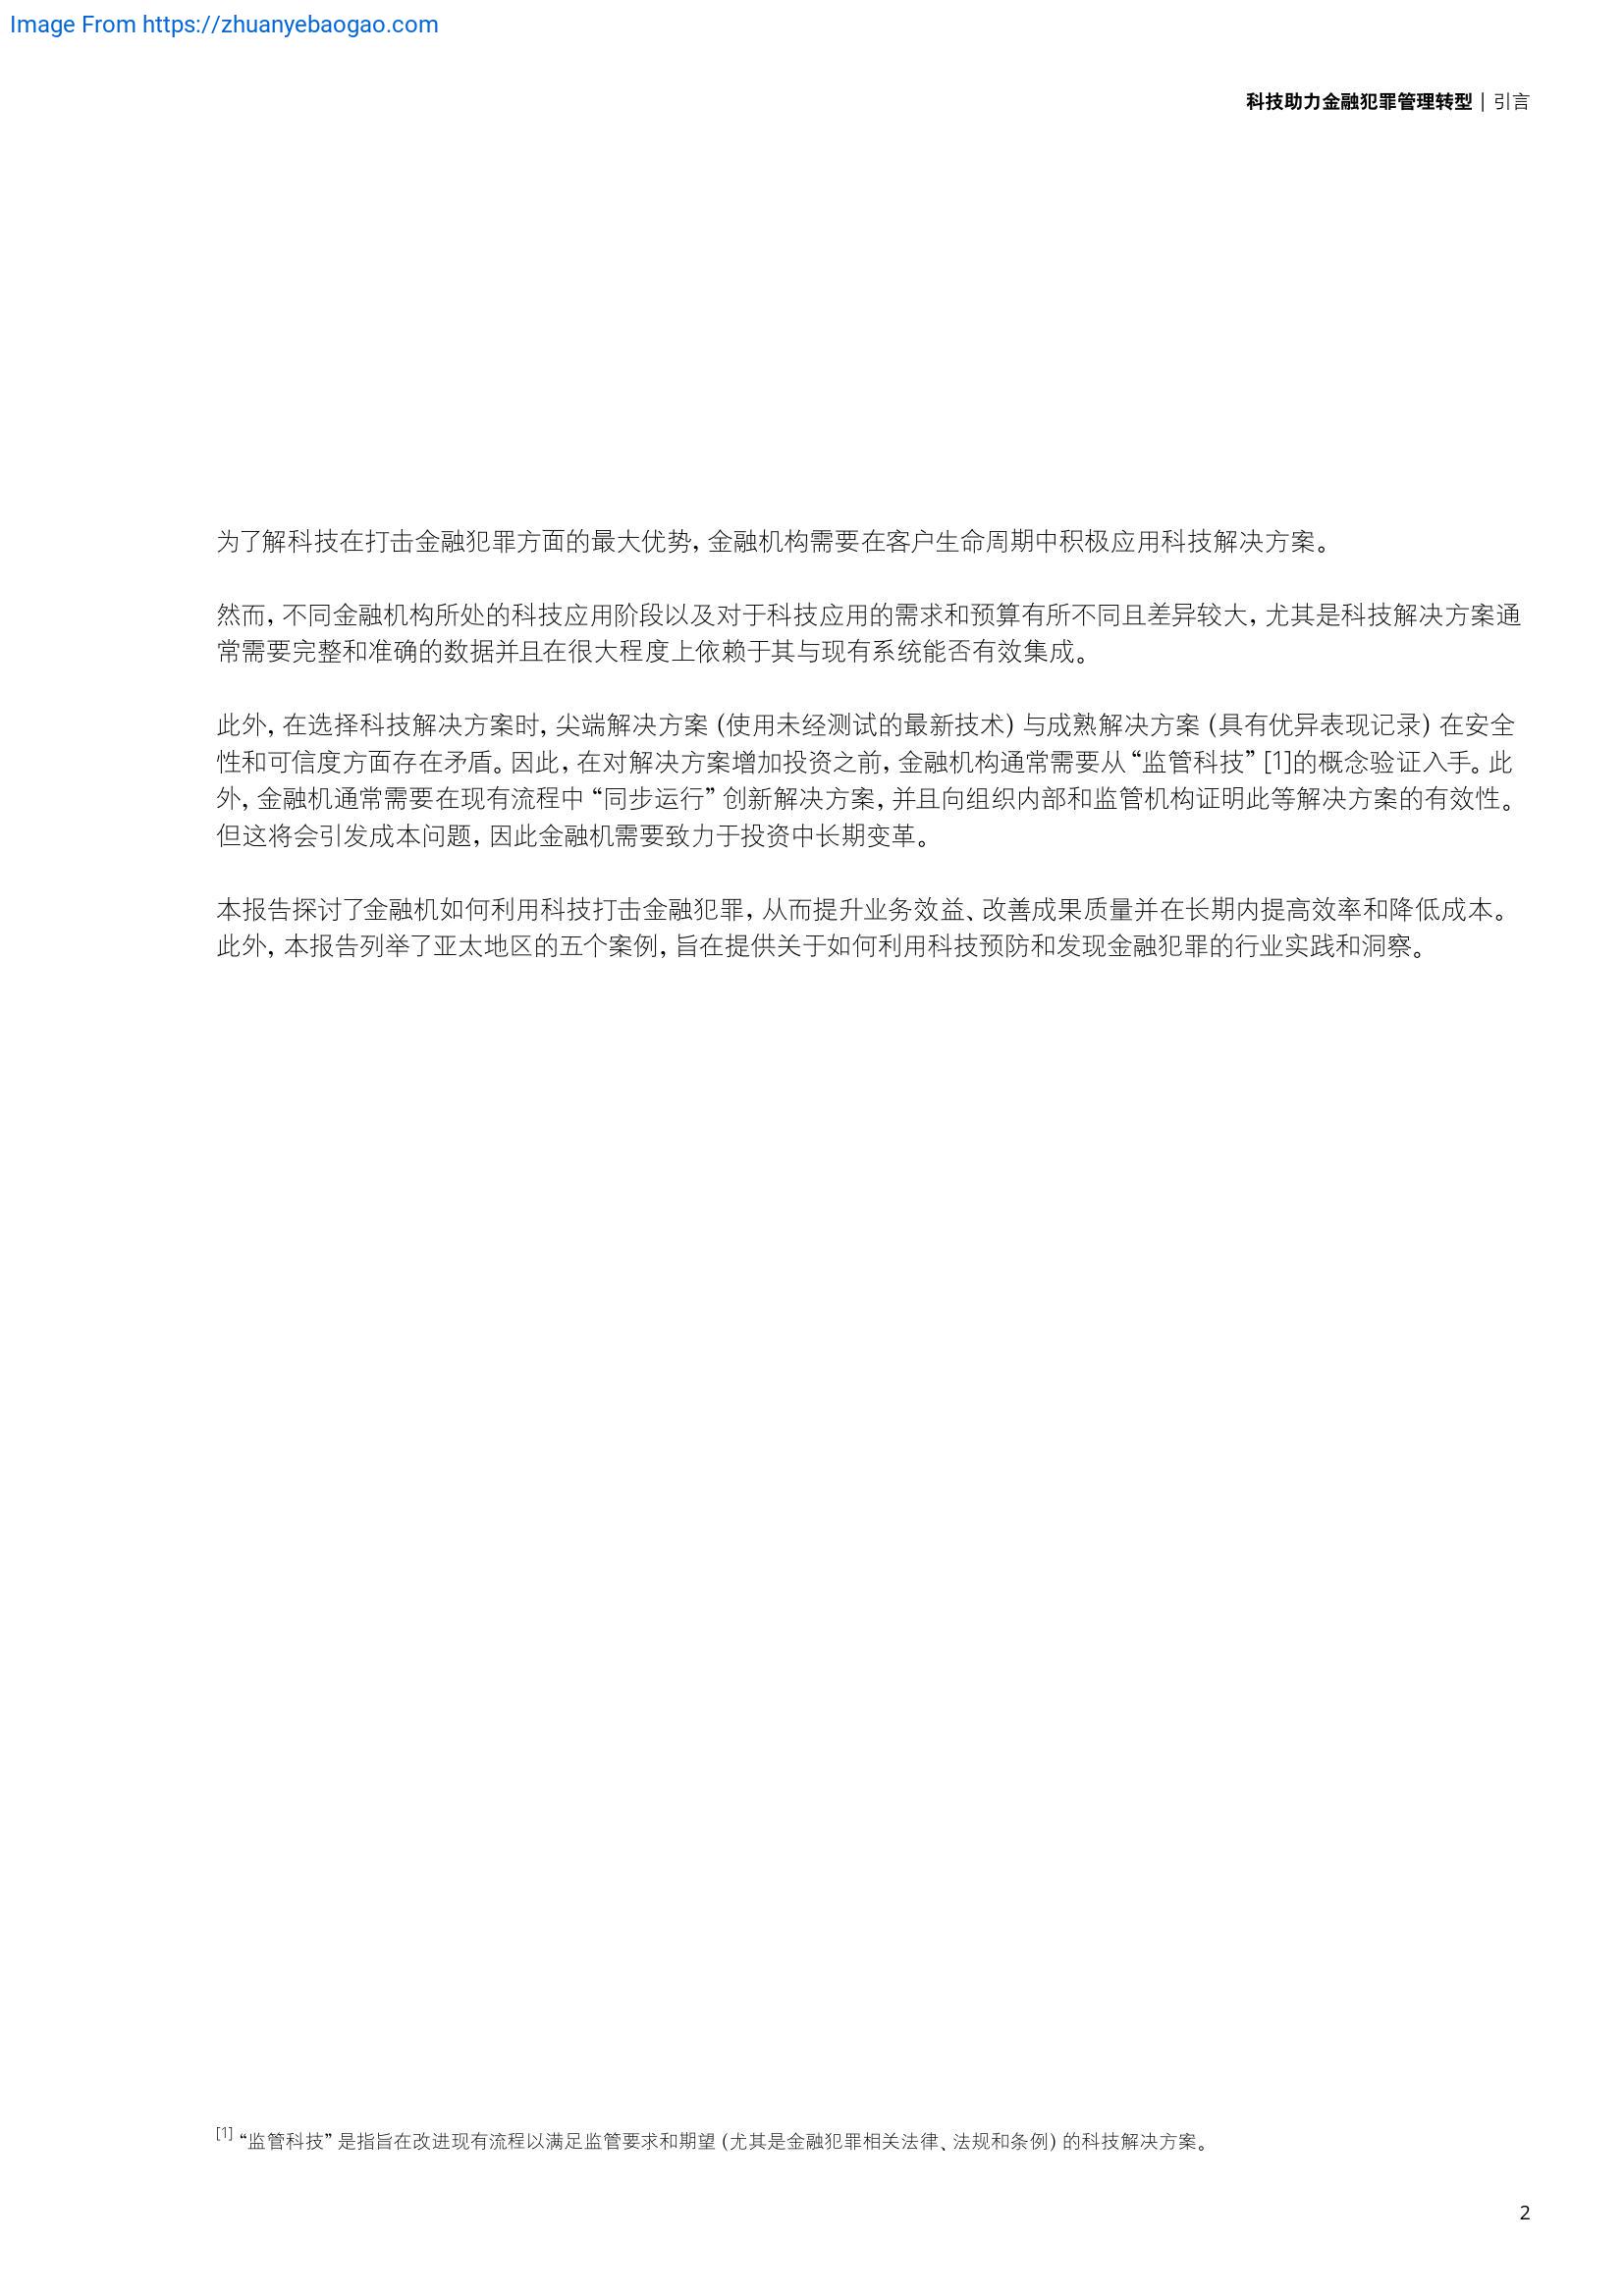 Image From https://zhuanyebaogao.com
科技助力金融犯罪管理转型 | 引言
为了解科技在打击金融犯罪方面的最大优势，金融机构需要在客户生命周期中积极应用科技解决方案。
然而，不同金融机构所处的科技应用阶段以及对于科技应用的需求和预算有所不同且差异较大，尤其是科技解决方案通
常需要完整和准确的数据并且在很大程度上依赖于其与现有系统能否有效集成。
此外，在选择科技解决方案时，尖端解决方案（使用未经测试的最新技术）与成熟解决方案（具有优异表现记录）在安全
性和可信度方面存在矛盾。因此，在对解决方案增加投资之前，金融机构通常需要从“监管科技”[1]的概念验证入手。此
外，金融机通常需要在现有流程中“同步运行”创新解决方案，并且向组织内部和监管机构证明此等解决方案的有效性。
但这将会引发成本问题，因此金融机需要致力于投资中长期变革。
本报告探讨了金融机如何利用科技打击金融犯罪，从而提升业务效益、改善成果质量并在长期内提高效率和降低成本。
此外，本报告列举了亚太地区的五个案例，旨在提供关于如何利用科技预防和发现金融犯罪的行业实践和洞察。
[1] “监管科技”是指旨在改进现有流程以满足监管要求和期望（尤其是金融犯罪相关法律、法规和条例）的科技解决方案。
2